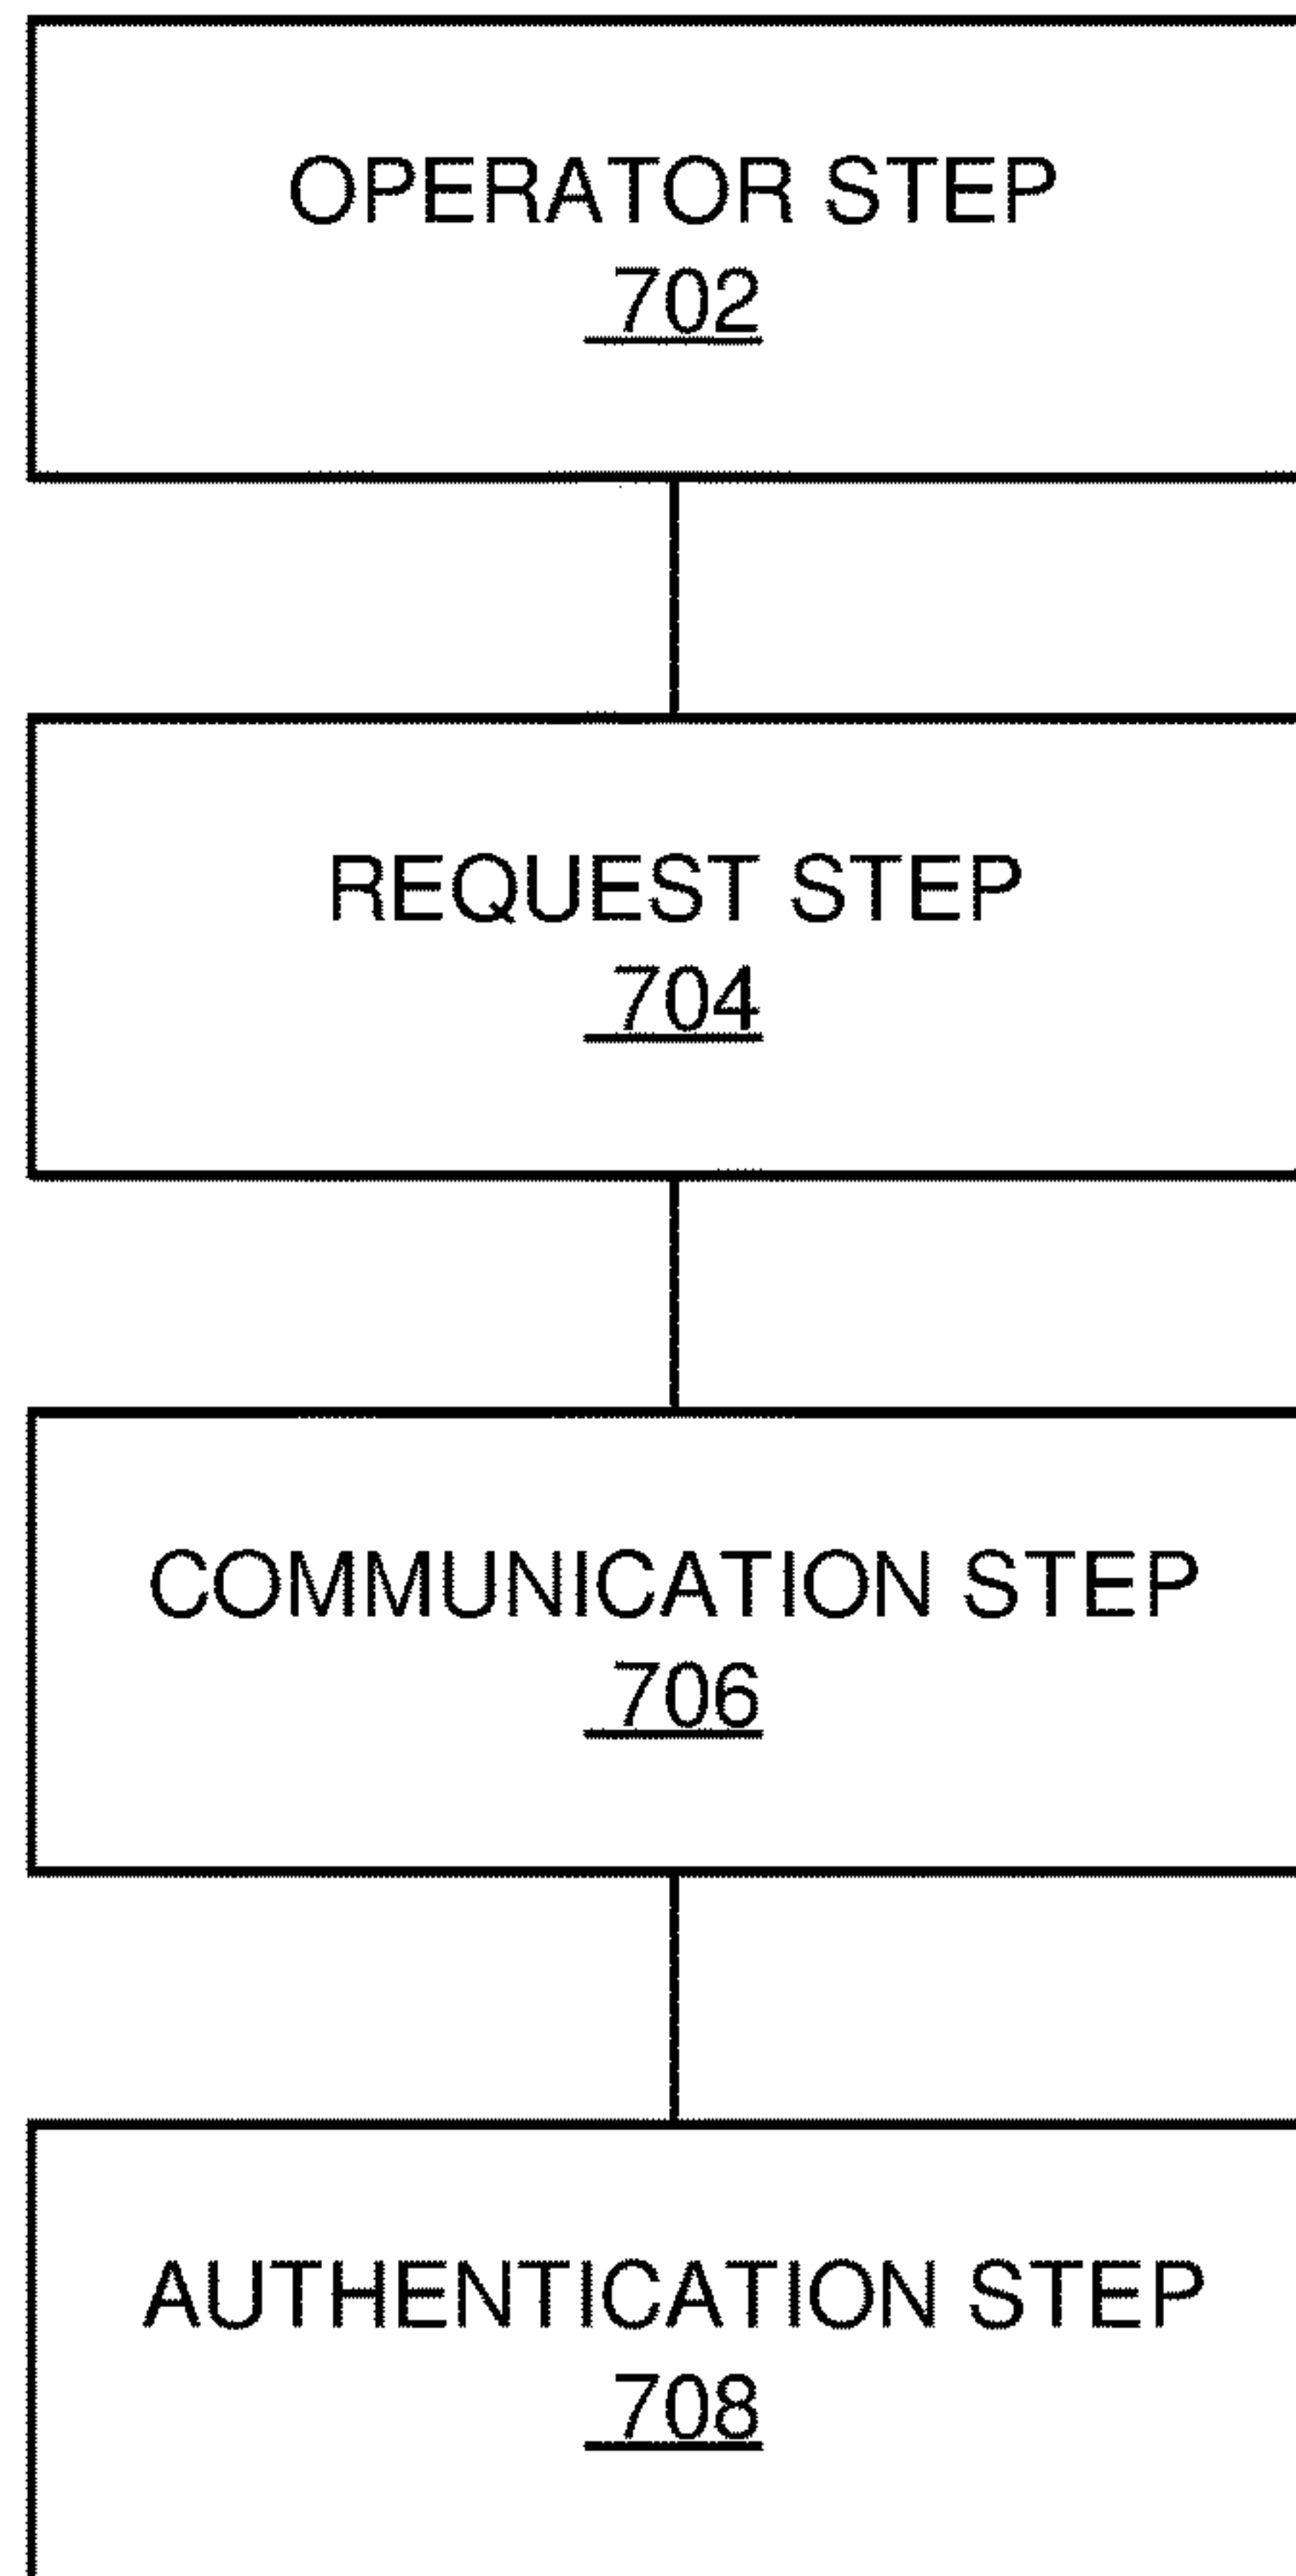 OPERATOR STEP
702
REQUEST STEP
704
COMMUNICATION STEP
706
AUTHENTICATION STEP
708